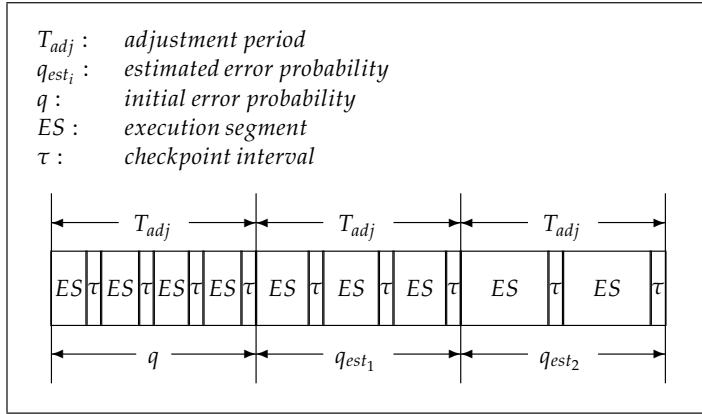 T_adj : adjustment period
q_est_i : estimated error probability
q : initial error probability
ES : execution segment
τ : checkpoint interval
T_adj T_adj T_adj
ES τ ES τ ES τ ES τ ES τ ES τ ES τ ES τ ES τ
q q_est_1 q_est_2